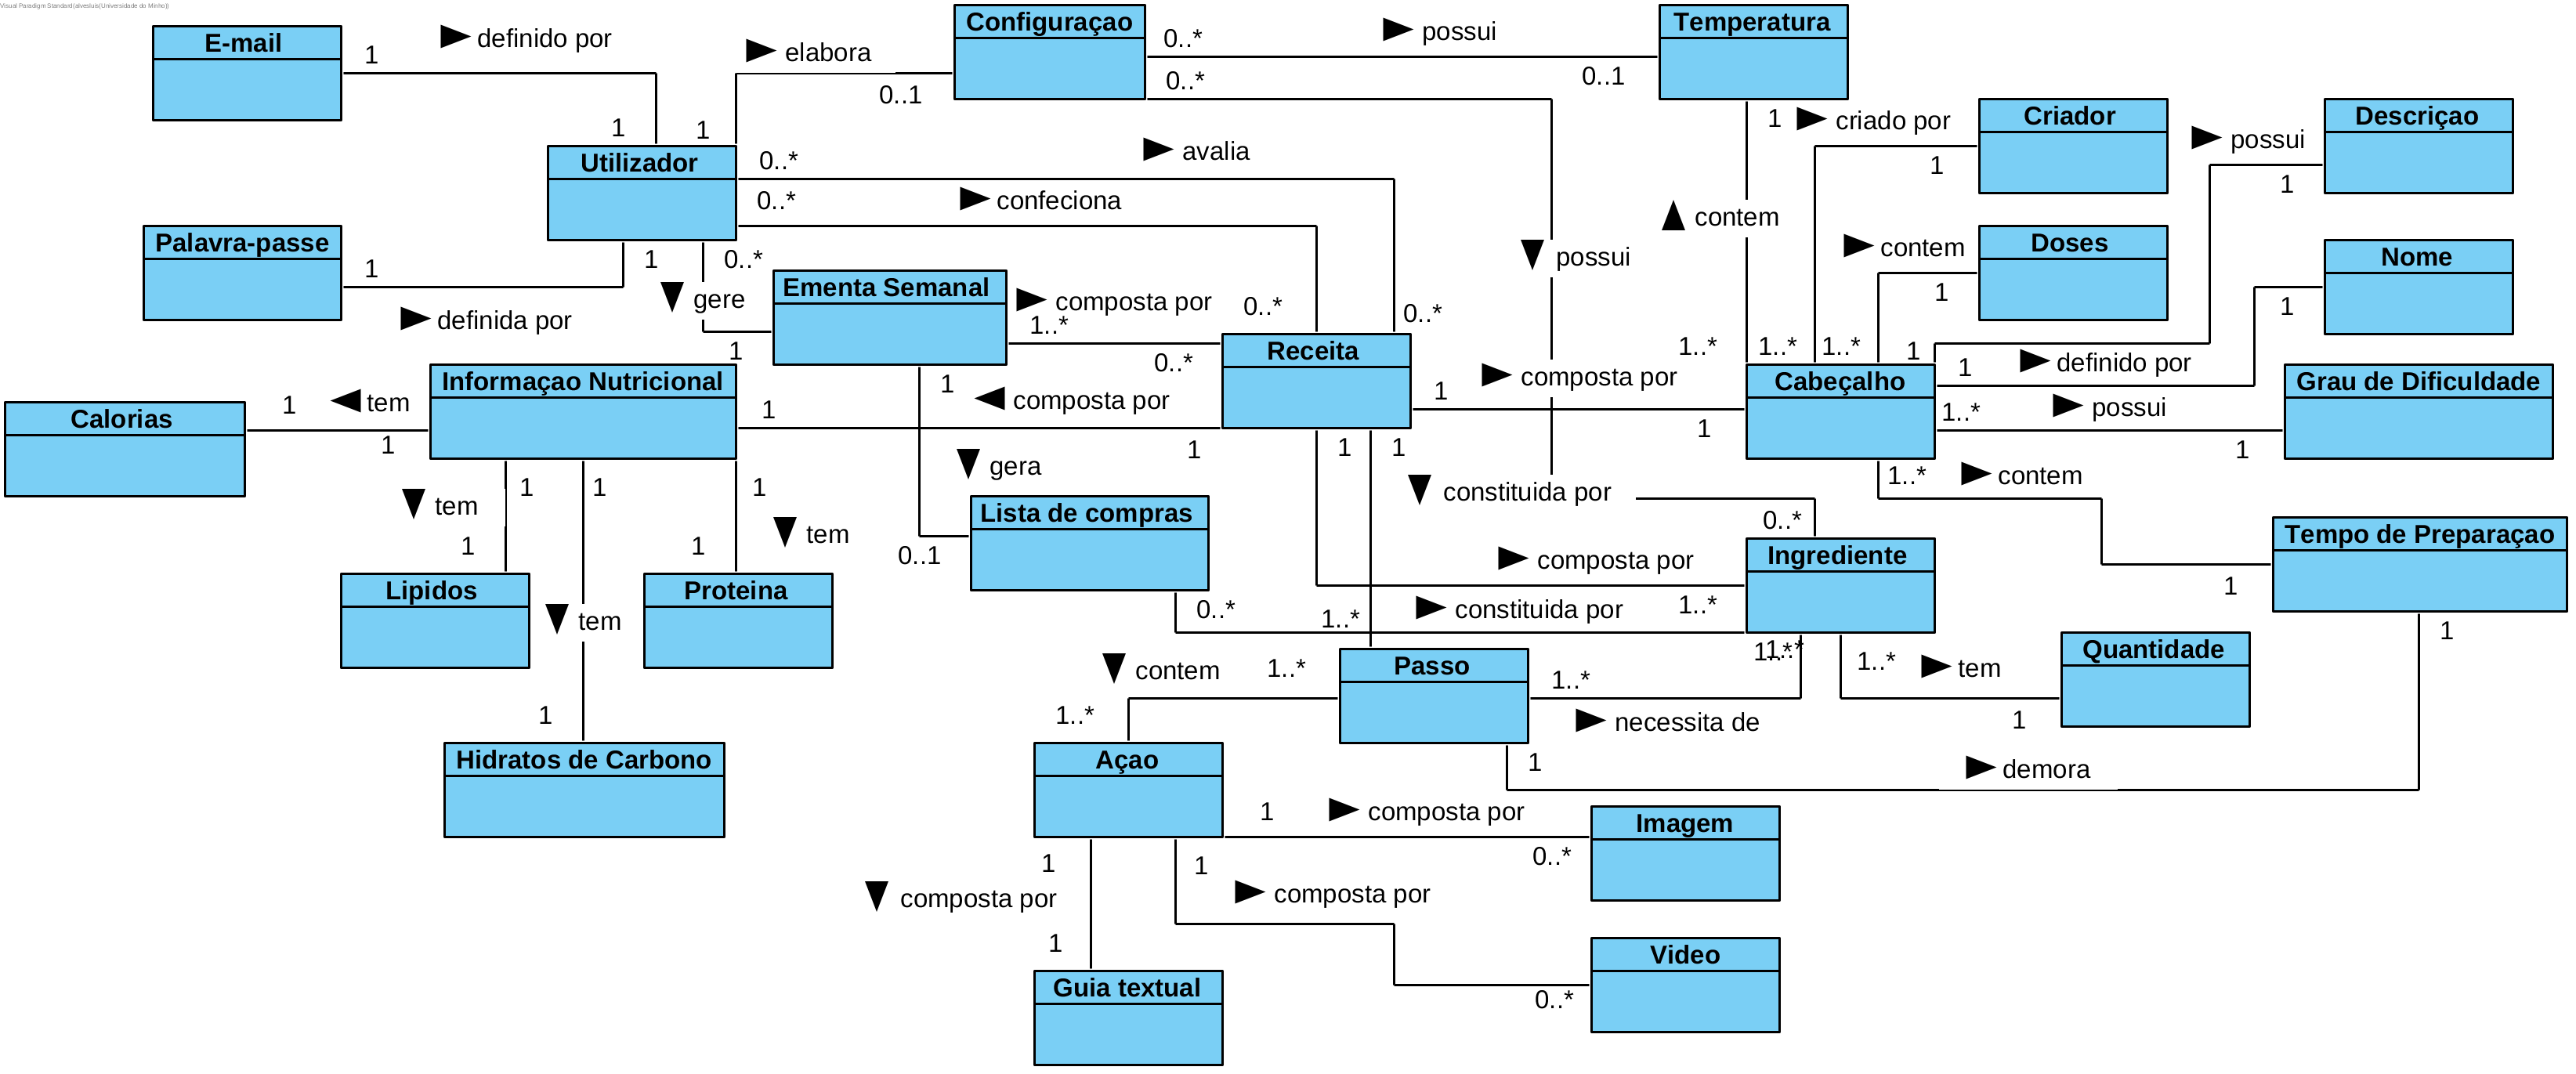 Visual Paradigm Standard(alvesluis(Universidade do Minho))
E-mail
1
definido por
1
elabora
1
0..1
Configuraçao
0..*
possui
0..1
0..*
Temperatura
1
criado por
Criador
1
possui
Descriçao
1
Utilizador
0..*
avalia
0..*
confeciona
contem
possui
contem
Doses
1
Nome
1
Palavra-passe
1
1
definida por
0..*
gere
1
Ementa Semanal
composta por
1..*
0..*
0..*
0..*
Receita
composta por
1
1
1..*
1..*
1..*
1
Cabeçalho
1
definido por
1..*
possui
1
Grau de Dificuldade
Informaçao Nutricional
1
composta por
1
Calorias
1
tem
1
1
gera
0..1
Lista de compras
1
tem
1
1
tem
1
1
tem
1
Lipidos
Proteina
Hidratos de Carbono
1
1
constituida por
0..*
1..*
contem
1
Tempo de Preparaçao
1
Ingrediente
composta por
1..*
0..*
constituida por
1..*
1..*
1..*
1..*
tem
1
Quantidade
Passo
1..*
contem
1..*
1..*
necessita de
1
demora
Açao
1
composta por
0..*
Imagem
1
composta por
1
1
composta por
0..*
Video
Guia textual